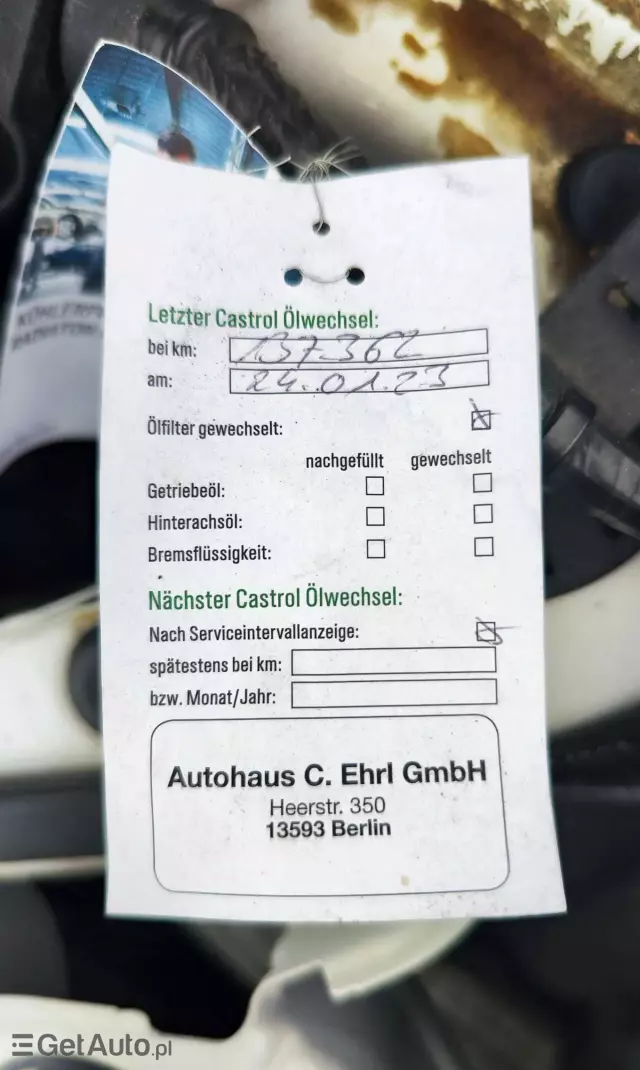 Letzter Castrol Ölwechsel:
bei km: 137362
am: 24.01.23
Ölfilter gewechselt:
nachgefüllt gewechselt
Getriebeöl:
Hinterachsöl:
Bremsflüssigkeit:
Nächster Castrol Ölwechsel:
Nach Serviceintervallanzeige:
spätestens bei km:
bzw. Monat/Jahr:
Autohaus C. Ehrl GmbH
Heerstr. 350
13593 Berlin
GetAuto.pl